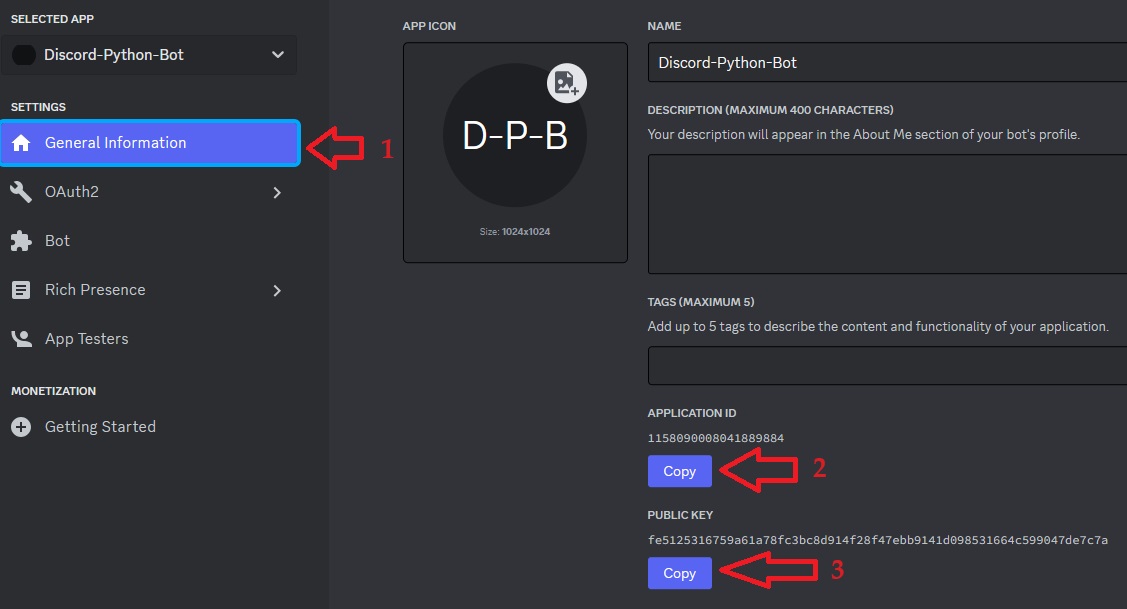 SELECTED APP
Discord-Python-Bot
SETTINGS
General Information
1
OAuth2
Bot
Rich Presence
App Testers
MONETIZATION
Getting Started
APP ICON
D-P-B
Size: 1024x1024
NAME
Discord-Python-Bot
DESCRIPTION (MAXIMUM 400 CHARACTERS)
Your description will appear in the About Me section of your bot's profile.
TAGS (MAXIMUM 5)
Add up to 5 tags to describe the content and functionality of your application.
APPLICATION ID
1158090008041889884
Copy
2
PUBLIC KEY
fe5125316759a61a78fc3bc8d914f28f47ebb9141d098531664c599047de7c7a
Copy
3